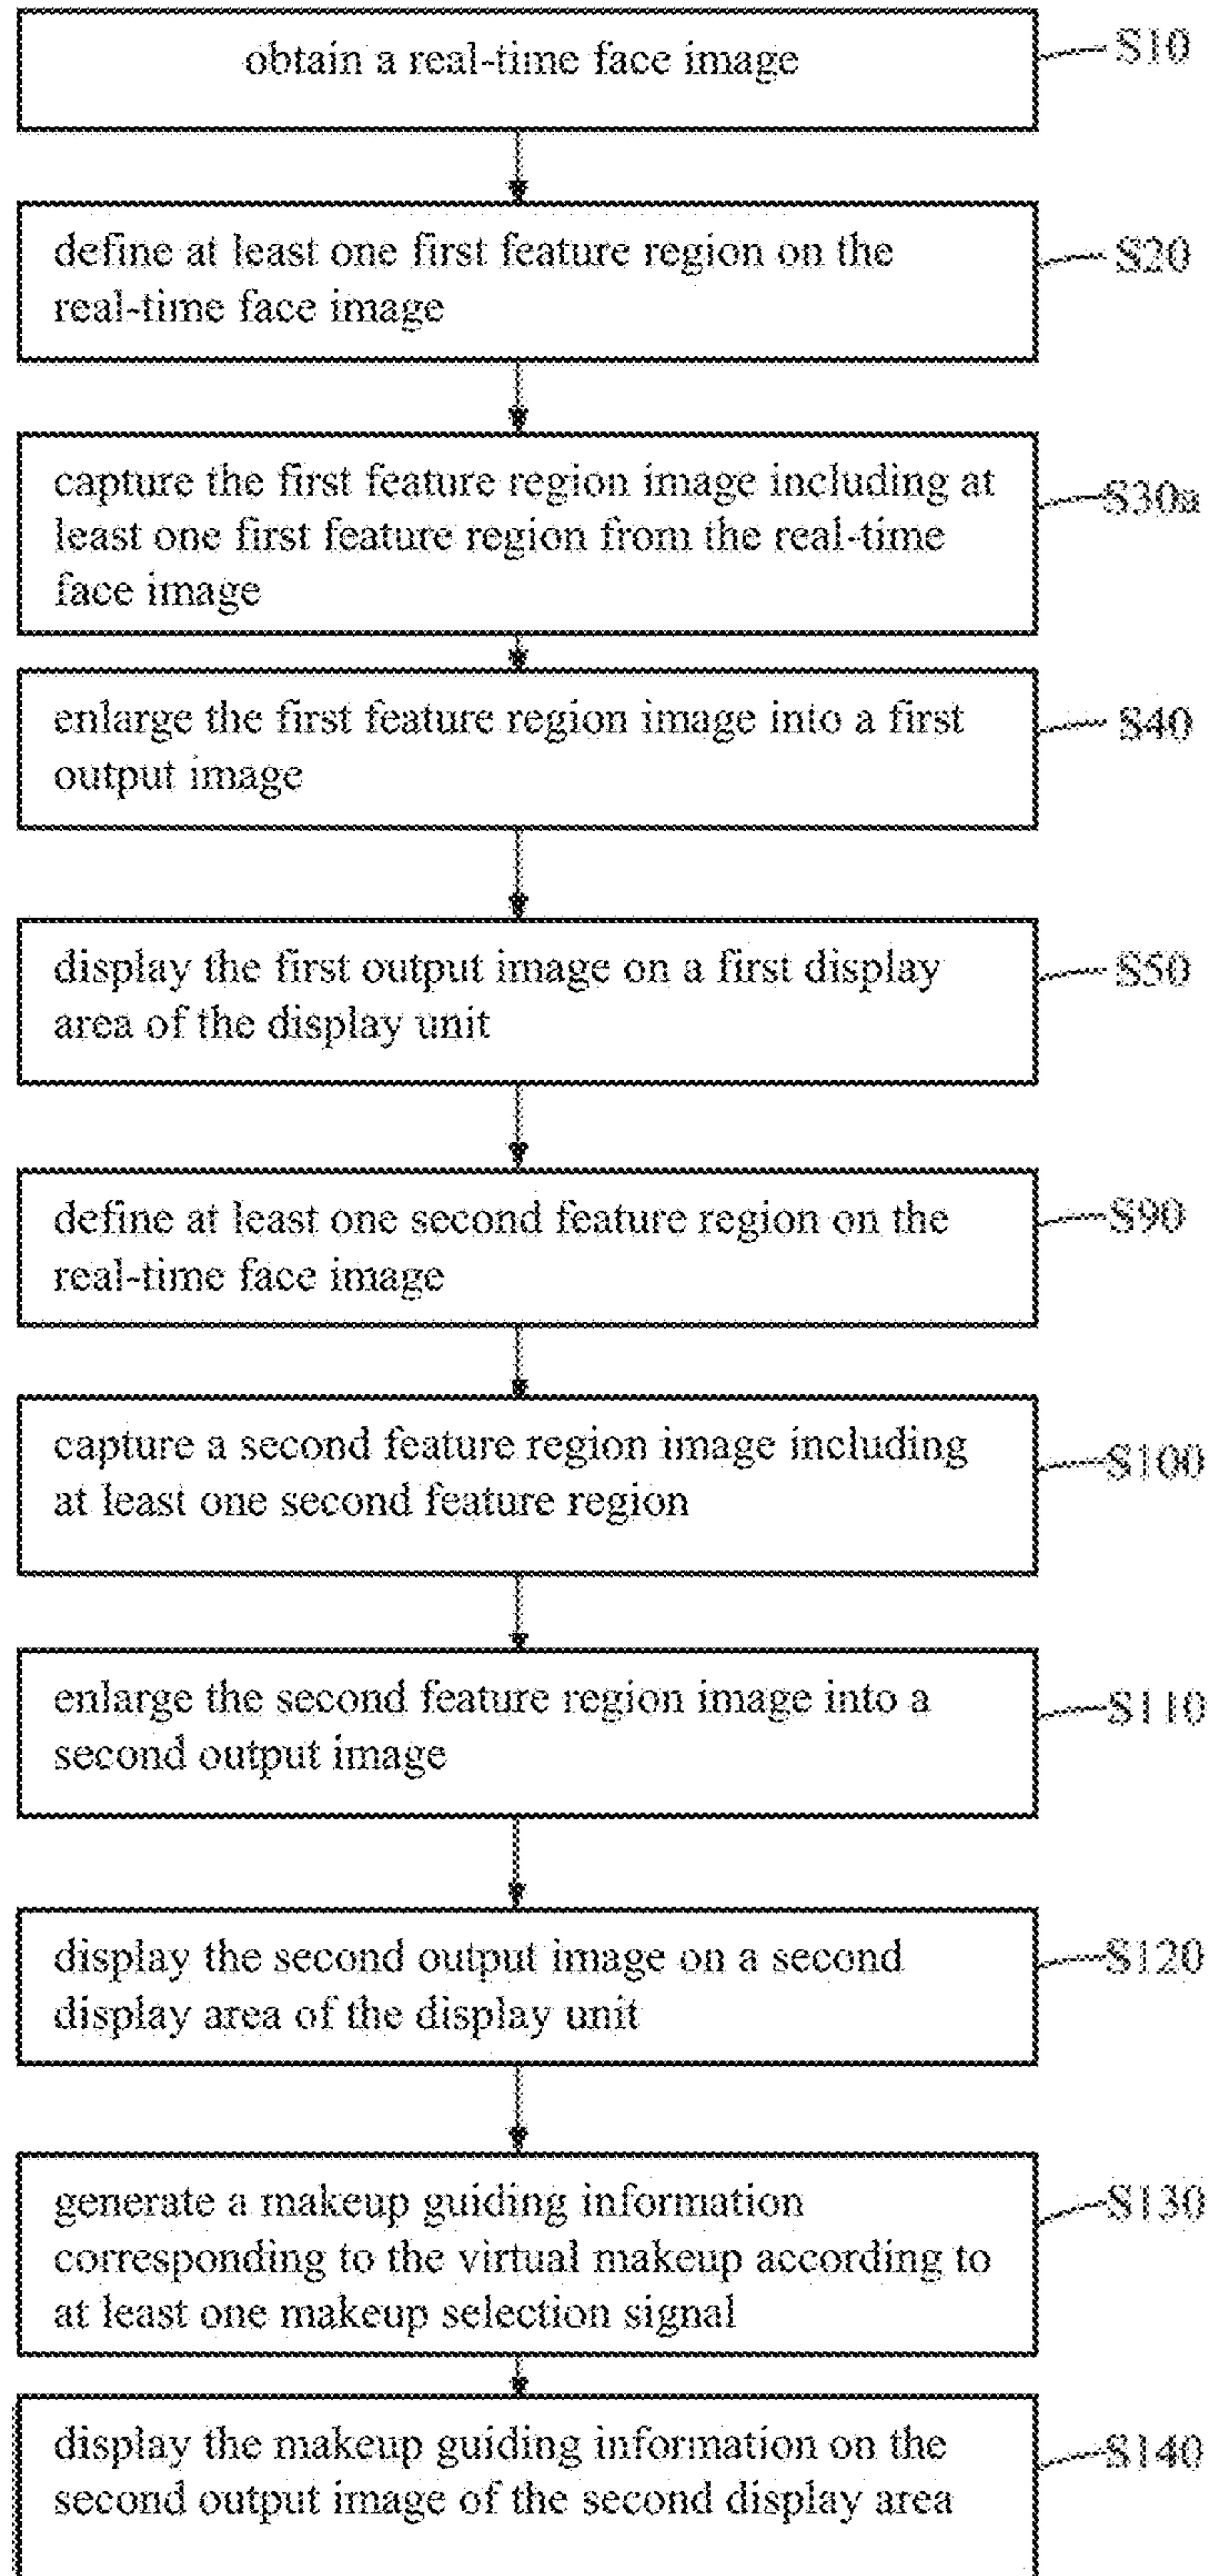 obtain a real-time face image
S10
define at least one first feature region on the
real-time face image
S20
capture the first feature region image including at
least one first feature region from the real-time
face image
S30a
enlarge the first feature region image into a first
output image
S40
display the first output image on a first display
area of the display unit
S50
define at least one second feature region on the
real-time face image
S90
capture a second feature region image including
at least one second feature region
S100
enlarge the second feature region image into a
second output image
S110
display the second output image on a second
display area of the display unit
S120
generate a makeup guiding information
corresponding to the virtual makeup according to
at least one makeup selection signal
S130
display the makeup guiding information on the
second output image of the second display area
S140